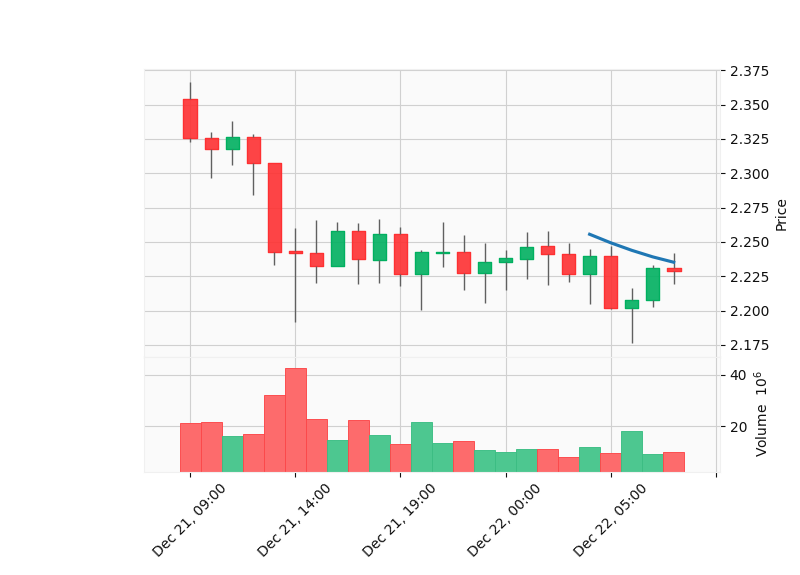 2.375
2.350
2.325
2.300
2.275
2.250
2.225
2.200
2.175
Price
40
20
Volume 10⁶
Dec 21, 09:00
Dec 21, 14:00
Dec 21, 19:00
Dec 22, 00:00
Dec 22, 05:00